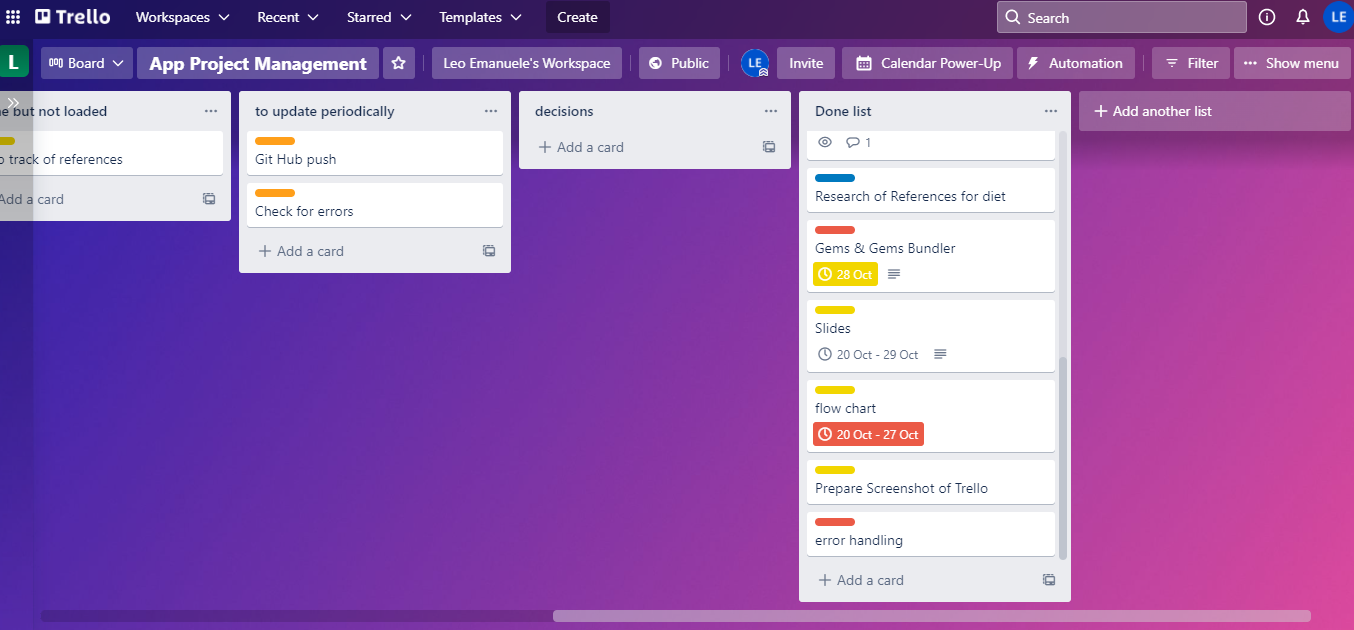 Trello
Workspaces
Recent
Starred
Templates
Create
Search
LE
L
Board
App Project Management
Leo Emanuele's Workspace
Public
LE
Invite
Calendar Power-Up
Automation
Filter
Show menu
but not loaded
track of references
Add a card
to update periodically
Git Hub push
Check for errors
Add a card
decisions
Add a card
Done list
1
Research of References for diet
Gems & Gems Bundler
28 Oct
Slides
20 Oct - 29 Oct
flow chart
20 Oct - 27 Oct
Prepare Screenshot of Trello
error handling
Add a card
Add another list